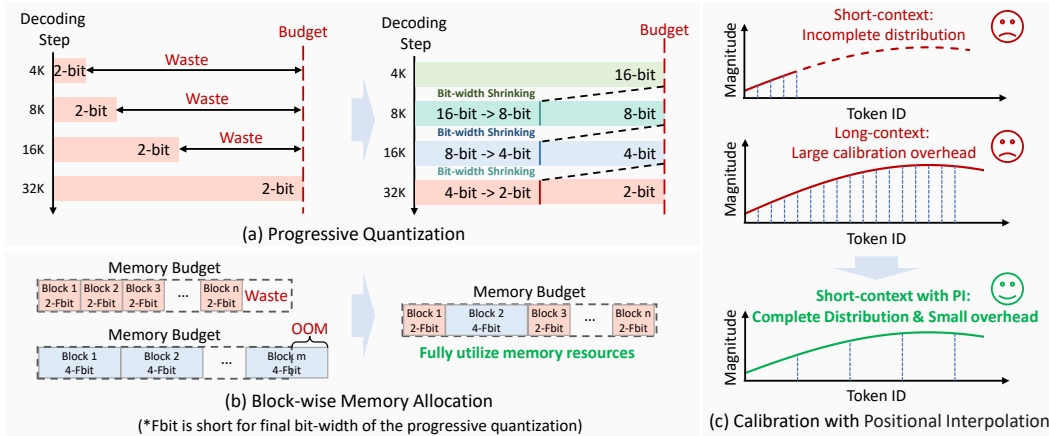 Decoding
Step
Budget
4K
2-bit
Waste
8K
2-bit
Waste
16K
2-bit
Waste
32K
2-bit
Decoding
Step
Budget
4K
16-bit
Bit-width Shrinking
8K
16-bit -> 8-bit
8-bit
Bit-width Shrinking
16K
8-bit -> 4-bit
4-bit
Bit-width Shrinking
32K
4-bit -> 2-bit
2-bit
(a) Progressive Quantization
Memory Budget
Block 1 Block 2 Block 3 ... Block n
2-Fbit 2-Fbit 2-Fbit 2-Fbit
Waste
Memory Budget
OOM
Block 1 Block 2 ... Block m
4-Fbit 4-Fbit 4-Fbit
Memory Budget
Block 1 Block 2 Block 3 ... Block n
2-Fbit 4-Fbit 2-Fbit 2-Fbit
Fully utilize memory resources
(b) Block-wise Memory Allocation
(*Fbit is short for final bit-width of the progressive quantization)
Short-context:
Incomplete distribution
Magnitude
Token ID
Long-context:
Large calibration overhead
Magnitude
Token ID
Short-context with PI:
Complete Distribution & Small overhead
Magnitude
Token ID
(c) Calibration with Positional Interpolation